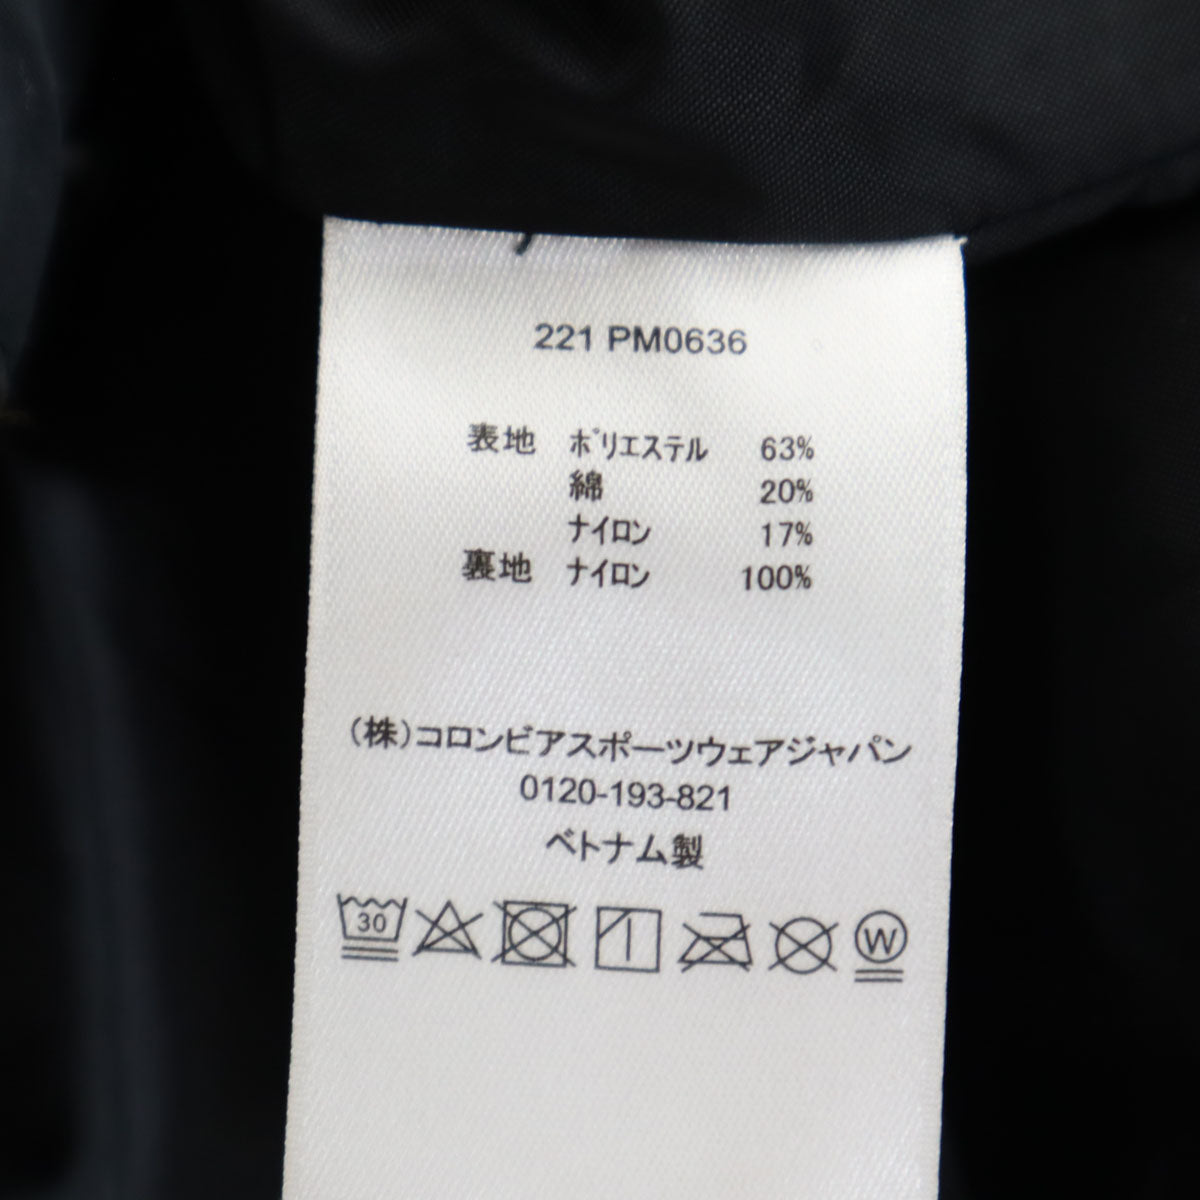 221 PM0636
表地 ポリエステル 63%
綿 20%
ナイロン 17%
裏地 ナイロン 100%
(株)コロンビアスポーツウェアジャパン
0120-193-821
ベトナム製
30 W